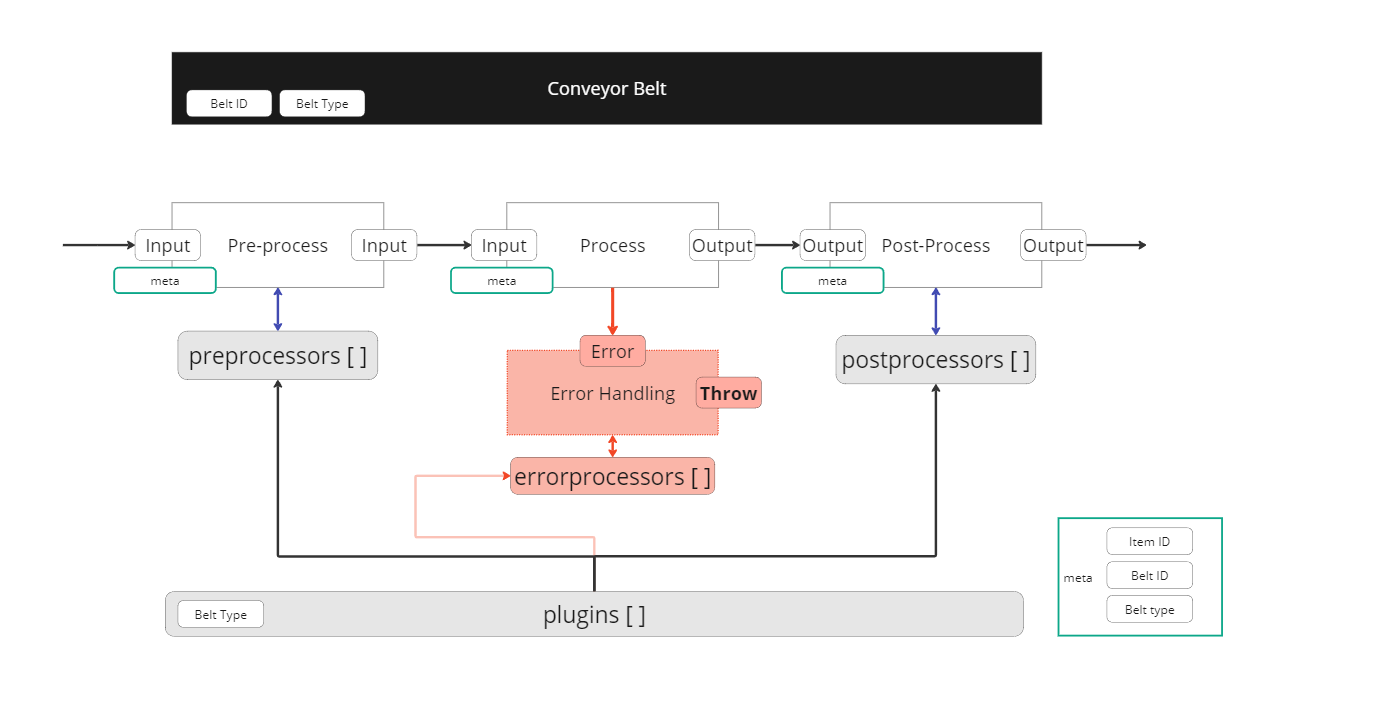 Conveyor Belt
Belt ID
Belt Type
Input
Pre-process
Input
Input
Process
Output
Output
Post-Process
Output
meta
meta
meta
preprocessors [ ]
Error
postprocessors [ ]
Error Handling
Throw
errorprocessors [ ]
Item ID
meta
Belt ID
Belt type
Belt Type
plugins [ ]